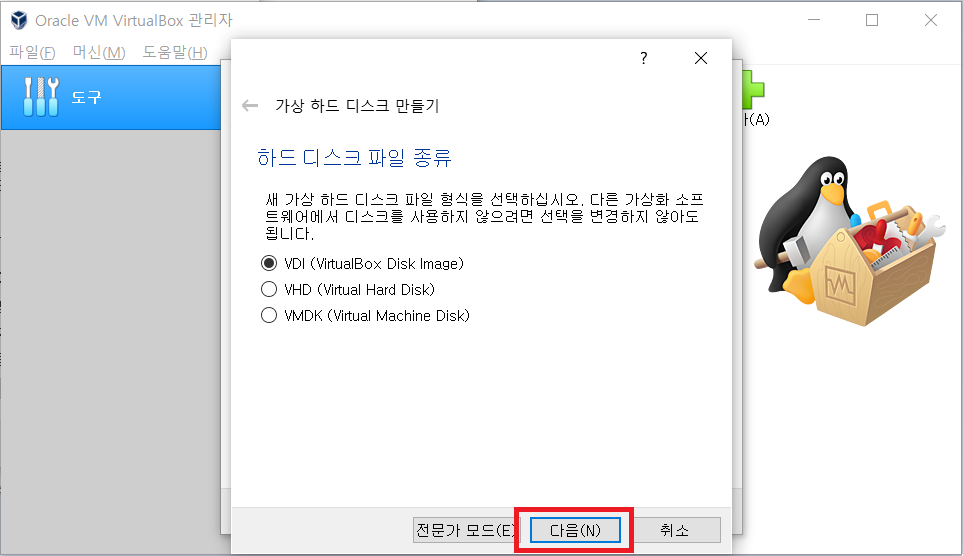 Oracle VM VirtualBox 관리자
파일(F) 머신(M) 도움말(H)
도구
?
가상 하드 디스크 만들기
(A)
하드 디스크 파일 종류
새 가상 하드 디스크 파일 형식을 선택하십시오. 다른 가상화 소프
트웨어에서 디스크를 사용하지 않으려면 선택을 변경하지 않아도
됩니다.
VDI (VirtualBox Disk Image)
VHD (Virtual Hard Disk)
VMDK (Virtual Machine Disk)
전문가 모드(E) 다음(N) 취소